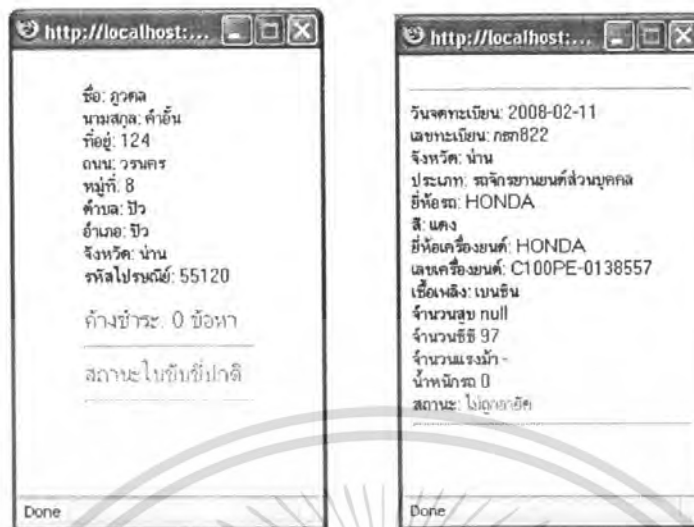 http://localhost:...
ชื่อ: ภูวดล
นามสกุล: คำอั้น
ที่อยู่: 124
ถนน: วรนคร
หมู่ที่: 8
ตำบล: ปัว
อำเภอ: ปัว
จังหวัด: น่าน
รหัสไปรษณีย์: 55120
ค้างชำระ: 0 ข้อหา
สถานะใบขับขี่ปกติ
Done
http://localhost:...
วันจดทะเบียน: 2008-02-11
เลขทะเบียน: กธก822
จังหวัด: น่าน
ประเภท: รถจักรยานยนต์ส่วนบุคคล
ยี่ห้อรถ: HONDA
สี: แดง
ยี่ห้อเครื่องยนต์: HONDA
เลขเครื่องยนต์: C100PE-0138557
เชื้อเพลิง: เบนซิน
จำนวนสูบ null
จำนวนซีซี 97
จำนวนแรงม้า -
น้ำหนักรถ 0
สถานะ: ไม่ถูกอายัด
Done